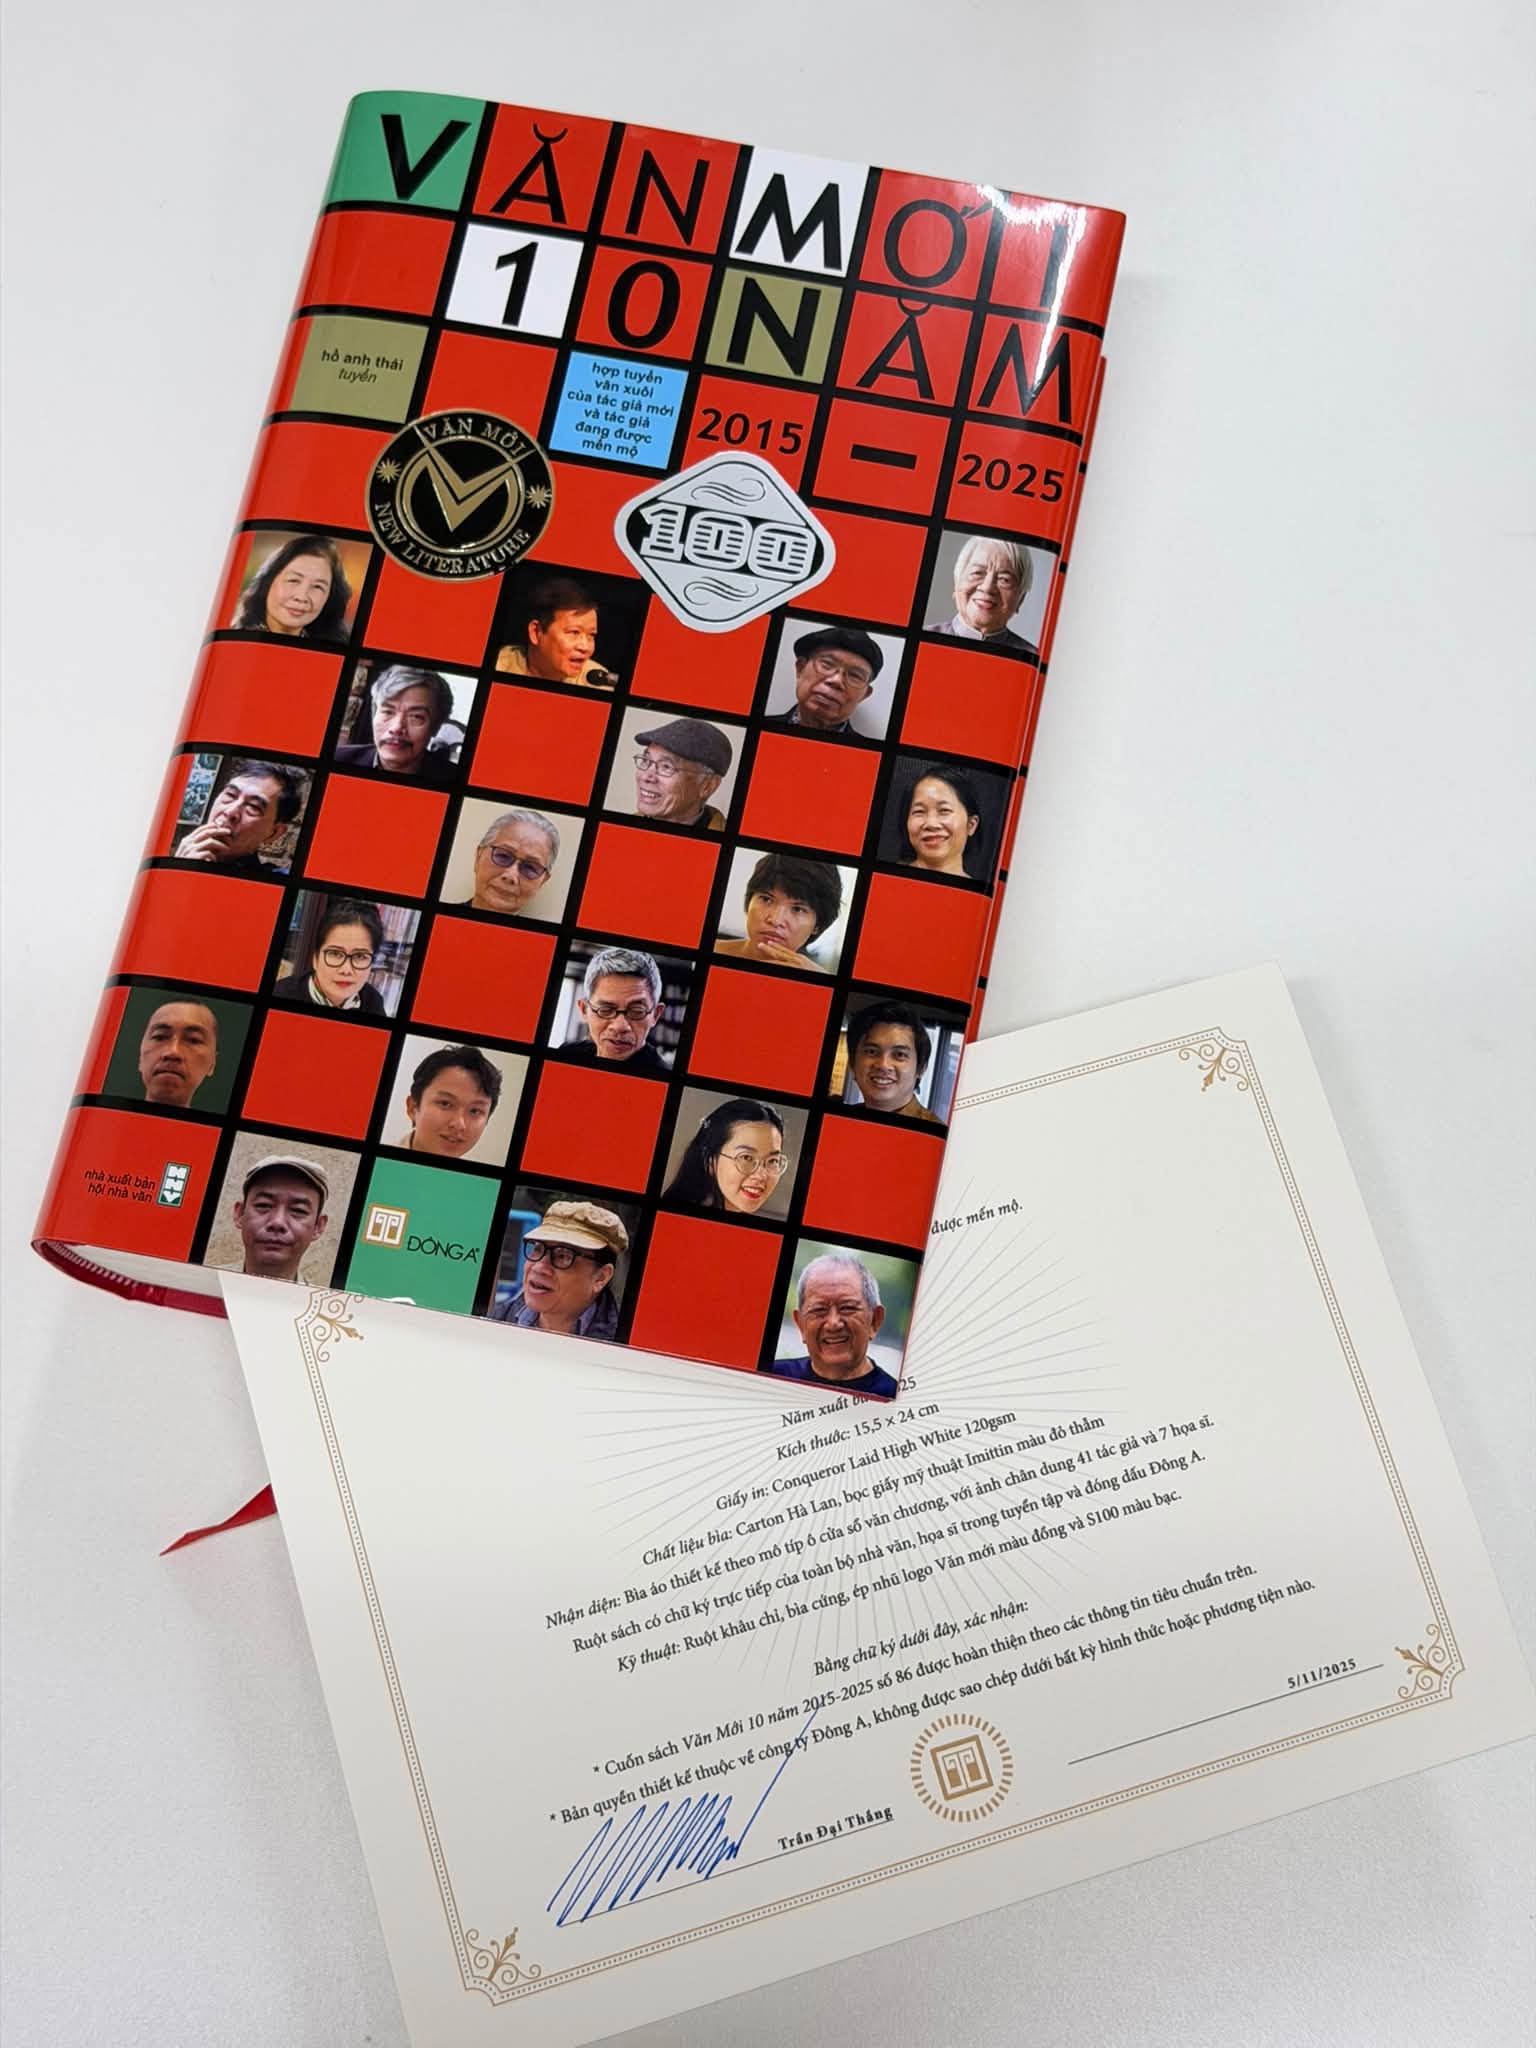 VĂN MỚI
10 NĂM
hồ anh thái
tuyển
hợp tuyển
văn xuôi
của tác giả mới
và tác giả
đang được
mến mộ
2015 – 2025
VĂN MỚI
NEW LITERATURE
100
nhà xuất bản
hội nhà văn
NHV
ĐÔNG A
được mến mộ.
Năm xuất 25
Kích thước: 15,5 × 24 cm
Giấy in: Conqueror Laid High White 120gsm
Chất liệu bìa: Carton Hà Lan, bọc giấy mỹ thuật Imittin màu đỏ thẫm
Nhận diện: Bìa áo thiết kế theo mô típ ô cửa sổ văn chương, với ảnh chân dung 41 tác giả và 7 họa sĩ.
Ruột sách có chữ ký trực tiếp của toàn bộ nhà văn, họa sĩ trong tuyển tập và đóng dấu Đông A.
Kỹ thuật: Ruột khâu chỉ, bìa cứng, ép nhũ logo Văn mới màu đồng và S100 màu bạc.
Bằng chữ ký dưới đây, xác nhận:
* Cuốn sách Văn Mới 10 năm 2015-2025 số 86 được hoàn thiện theo các thông tin tiêu chuẩn trên.
* Bản quyền thiết kế thuộc về công ty Đông A, không được sao chép dưới bất kỳ hình thức hoặc phương tiện nào.
5/11/2025
Trần Đại Thắng